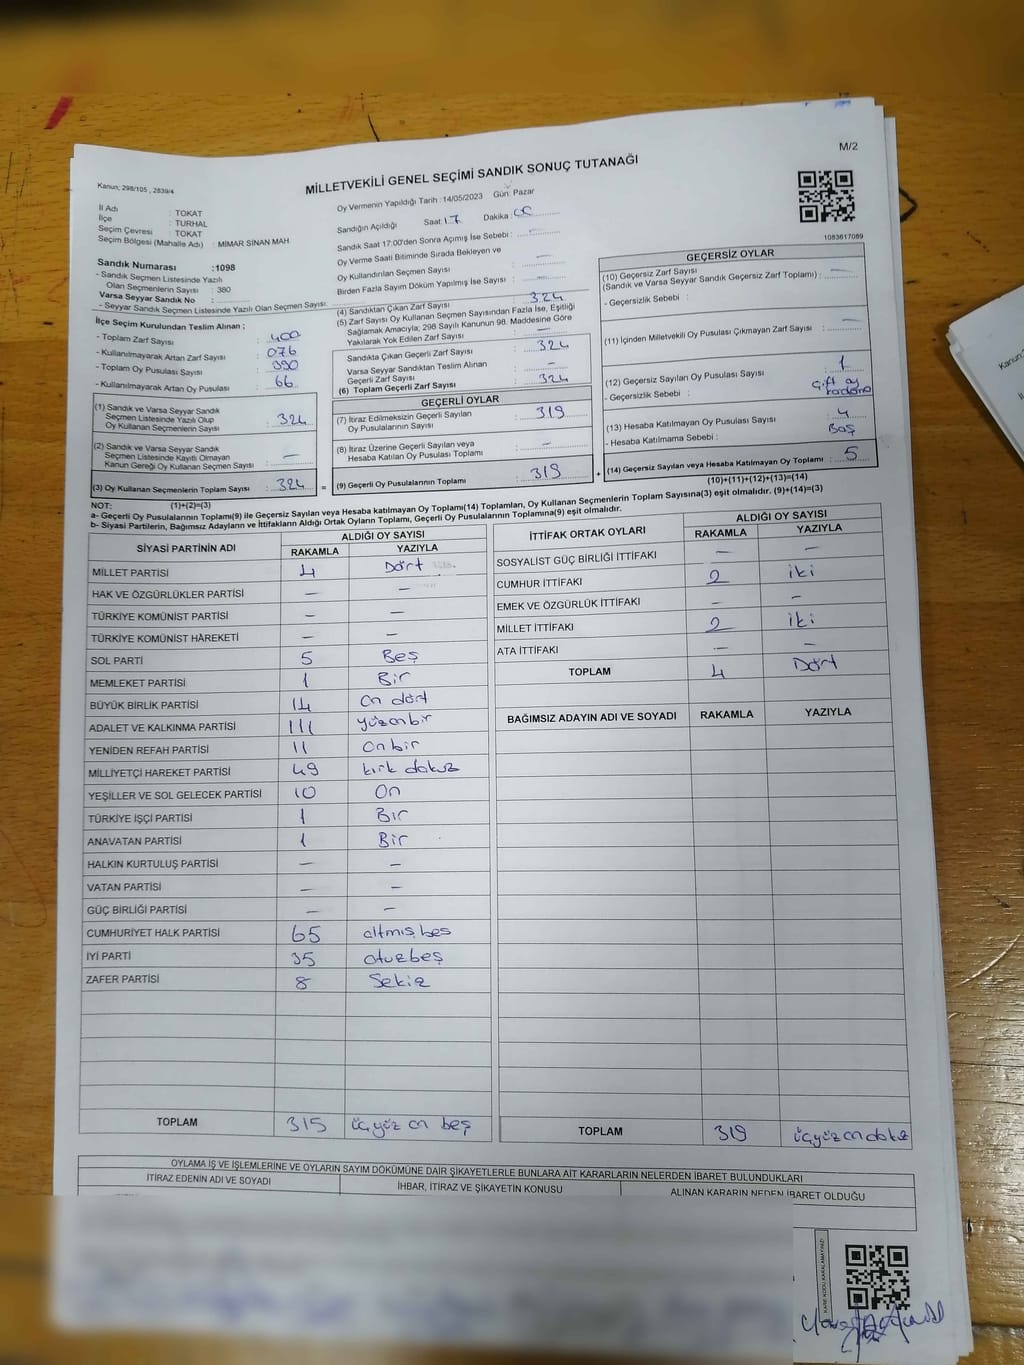 M/2
Kanun; 298/105 , 2839/4
MİLLETVEKİLİ GENEL SEÇİMİ SANDIK SONUÇ TUTANAĞI
İl Adı : TOKAT
İlçe : TURHAL
Seçim Çevresi : TOKAT
Seçim Bölgesi (Mahalle Adı) : MİMAR SİNAN MAH
Sandık Numarası :1098
- Sandık Seçmen Listesinde Yazılı
Olan Seçmenlerin Sayısı : 380
Varsa Seyyar Sandık No :
- Seyyar Sandık Seçmen Listesinde Yazılı Olan Seçmen Sayısı:
Oy Vermenin Yapıldığı Tarih : 14/05/2023 Gün: Pazar
Sandığın Açıldığı Saat: 17 Dakika: 00
Sandık Saat 17:00'den Sonra Açmış İse Sebebi : —
Oy Verme Saati Bitiminde Sırada Bekleyen ve
Oy Kullandırılan Seçmen Sayısı : —
Birden Fazla Sayım Döküm Yapılmış İse Sayısı : —
1083617089
İlçe Seçim Kurulundan Teslim Alınan ;
- Toplam Zarf Sayısı : 400
- Kullanılmayarak Artan Zarf Sayısı : 076
- Toplam Oy Pusulası Sayısı : 390
- Kullanılmayarak Artan Oy Pusulası : 66
(1) Sandık ve Varsa Seyyar Sandık
Seçmen Listesinde Yazılı Olup
Oy Kullanan Seçmenlerin Sayısı : 324
(2) Sandık ve Varsa Seyyar Sandık
Seçmen Listesinde Kayıtlı Olmayan
Kanun Gereği Oy Kullanan Seçmen Sayısı : —
(3) Oy Kullanan Seçmenlerin Toplam Sayısı : 324 =
(1)+(2)=(3)
(4) Sandıktan Çıkan Zarf Sayısı : 324
(5) Zarf Sayısı Oy Kullanan Seçmen Sayısından Fazla İse, Eşitliği
Sağlamak Amacıyla; 298 Sayılı Kanunun 98. Maddesine Göre
Yakılarak Yok Edilen Zarf Sayısı : —
Sandıkta Çıkan Geçerli Zarf Sayısı : 324
Varsa Seyyar Sandıktan Teslim Alınan
Geçerli Zarf Sayısı : —
(6) Toplam Geçerli Zarf Sayısı : 324
GEÇERLİ OYLAR
(7) İtiraz Edilmeksizin Geçerli Sayılan
Oy Pusulalarının Sayısı : 319
(8) İtiraz Üzerine Geçerli Sayılan veya
Hesaba Katılan Oy Pusulası Toplamı : —
(9) Geçerli Oy Pusulalarının Toplamı : 319 +
GEÇERSİZ OYLAR
(10) Geçersiz Zarf Sayısı
(Sandık ve Varsa Seyyar Sandık Geçersiz Zarf Toplamı) : —
- Geçersizlik Sebebi :
(11) İçinden Milletvekili Oy Pusulası Çıkmayan Zarf Sayısı : —
(12) Geçersiz Sayılan Oy Pusulası Sayısı : 1
- Geçersizlik Sebebi : çift oy
(13) Hesaba Katılmayan Oy Pusulası Sayısı : 4
- Hesaba Katılmama Sebebi : Boş
(14) Geçersiz Sayılan veya Hesaba Katılmayan Oy Toplamı : 5
(10)+(11)+(12)+(13)=(14)
NOT:
a- Geçerli Oy Pusulalarının Toplamı(9) ile Geçersiz Sayılan veya Hesaba katılmayan Oy Toplamı(14) Toplamları, Oy Kullanan Seçmenlerin Toplam Sayısına(3) eşit olmalıdır. (9)+(14)=(3)
b- Siyasi Partilerin, Bağımsız Adayların ve İttifakların Aldığı Ortak Oyların Toplamı, Geçerli Oy Pusulalarının Toplamına(9) eşit olmalıdır.
SİYASİ PARTİNİN ADI ALDIĞI OY SAYISI
RAKAMLA YAZIYLA
MİLLET PARTİSİ 4 Dört
HAK VE ÖZGÜRLÜKLER PARTİSİ — —
TÜRKİYE KOMÜNİST PARTİSİ — —
TÜRKİYE KOMÜNİST HAREKETİ — —
SOL PARTİ 5 Beş
MEMLEKET PARTİSİ 1 Bir
BÜYÜK BİRLİK PARTİSİ 14 On dört
ADALET VE KALKINMA PARTİSİ 111 yüzonbir
YENİDEN REFAH PARTİSİ 11 Onbir
MİLLİYETÇİ HAREKET PARTİSİ 49 kırk dokuz
YEŞİLLER VE SOL GELECEK PARTİSİ 10 On
TÜRKİYE İŞÇİ PARTİSİ 1 Bir
ANAVATAN PARTİSİ 1 Bir
HALKIN KURTULUŞ PARTİSİ — —
VATAN PARTİSİ — —
GÜÇ BİRLİĞİ PARTİSİ — —
CUMHURİYET HALK PARTİSİ 65 altmış beş
İYİ PARTİ 35 otuzbeş
ZAFER PARTİSİ 8 Sekiz
TOPLAM 315 üçyüz on beş
İTTİFAK ORTAK OYLARI ALDIĞI OY SAYISI
RAKAMLA YAZIYLA
SOSYALİST GÜÇ BİRLİĞİ İTTİFAKI — —
CUMHUR İTTİFAKI 2 iki
EMEK VE ÖZGÜRLÜK İTTİFAKI — —
MİLLET İTTİFAKI 2 iki
ATA İTTİFAKI — —
TOPLAM 4 Dört
BAĞIMSIZ ADAYIN ADI VE SOYADI RAKAMLA YAZIYLA
TOPLAM 319 üçyüz on dokuz
OYLAMA İŞ VE İŞLEMLERİNE VE OYLARIN SAYIM DÖKÜMÜNE DAİR ŞİKAYETLERLE BUNLARA AİT KARARLARIN NELERDEN İBARET BULUNDUKLARI
İTİRAZ EDENİN ADI VE SOYADI İHBAR, İTİRAZ VE ŞİKAYETİN KONUSU ALINAN KARARIN NEDEN İBARET OLDUĞU
KARE KODU KARALAMAYINIZ!